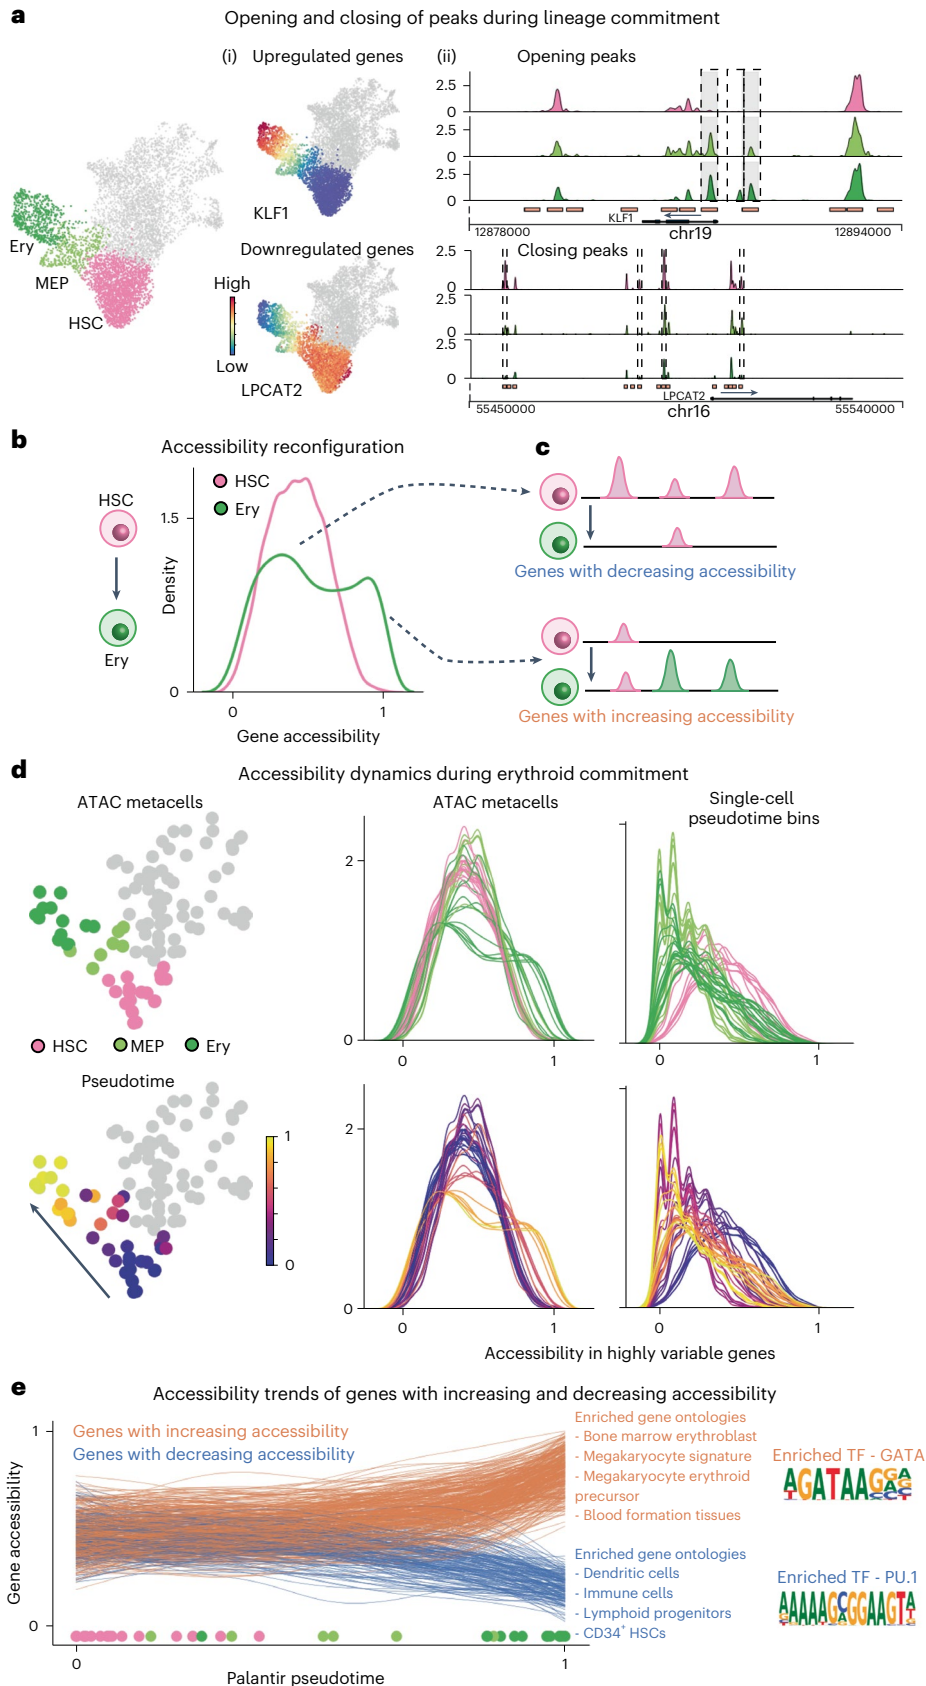 a
Opening and closing of peaks during lineage commitment
(i) Upregulated genes
(ii) Opening peaks
Ery
MEP
HSC
KLF1
Downregulated genes
High
Low
LPCAT2
2.5
0
2.5
0
2.5
0
KLF1
12878000
chr19
12894000
Closing peaks
2.5
0
2.5
0
2.5
0
LPCAT2
55450000
chr16
55540000
b
Accessibility reconfiguration
HSC
Ery
HSC
Ery
1.5
0
Density
0
1
Gene accessibility
c
Genes with decreasing accessibility
Genes with increasing accessibility
d
Accessibility dynamics during erythroid commitment
ATAC metacells
ATAC metacells
Single-cell
pseudotime bins
HSC
MEP
Ery
2
0
0
1
0
1
Pseudotime
1
0
2
0
0
1
0
1
Accessibility in highly variable genes
e
Accessibility trends of genes with increasing and decreasing accessibility
Genes with increasing accessibility
Genes with decreasing accessibility
1
0
Gene accessibility
0
1
Palantir pseudotime
Enriched gene ontologies
- Bone marrow erythroblast
- Megakaryocyte signature
- Megakaryocyte erythroid
precursor
- Blood formation tissues
Enriched gene ontologies
- Dendritic cells
- Immune cells
- Lymphoid progenitors
- CD34+ HSCs
Enriched TF - GATA
Enriched TF - PU.1